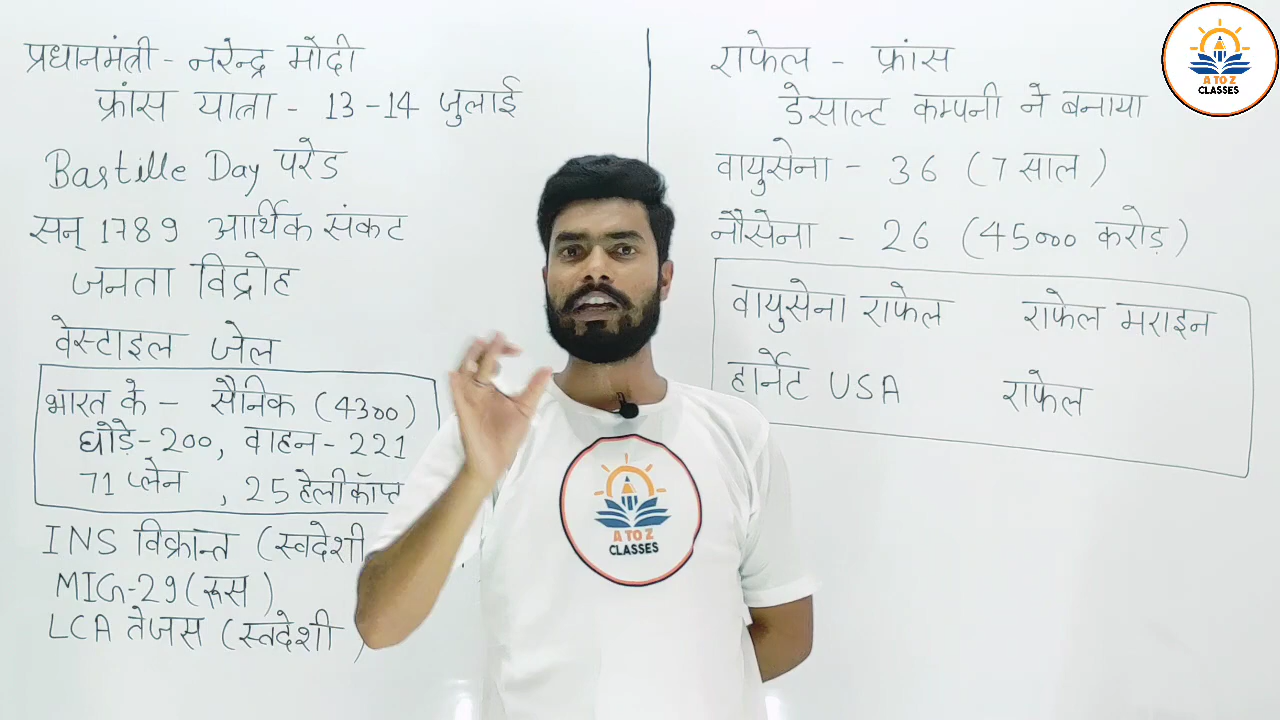 प्रधानमंत्री - नरेन्द्र मोदी
फ्रांस यात्रा - 13 - 14 जुलाई
Bastille Day परेड
सन् 1789 आर्थिक संकट
जनता विद्रोह
वेस्टाइल जेल
भारत के - सैनिक (4300)
घोड़े - 200, वाहन - 221
71 प्लेन , 25 हेलीकॉप्ट
INS विक्रान्त (स्वदेशी
MIG-29 (रूस)
LCA तेजस (स्वदेशी )
राफेल - फ्रांस
डेसाल्ट कम्पनी ने बनाया
वायुसेना - 36 (7 साल)
नौसेना - 26 (45000 करोड़)
वायुसेना राफेल राफेल मराइन
हार्नेट USA राफेल
A TO Z
CLASSES
A TO Z
CLASSES